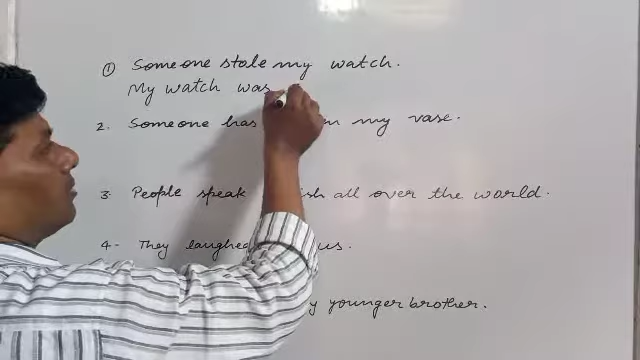 ① Someone stole my watch.
My watch was
2. Someone has my vase.
3. People speak all over the world.
4- They laughed us.
younger brother.